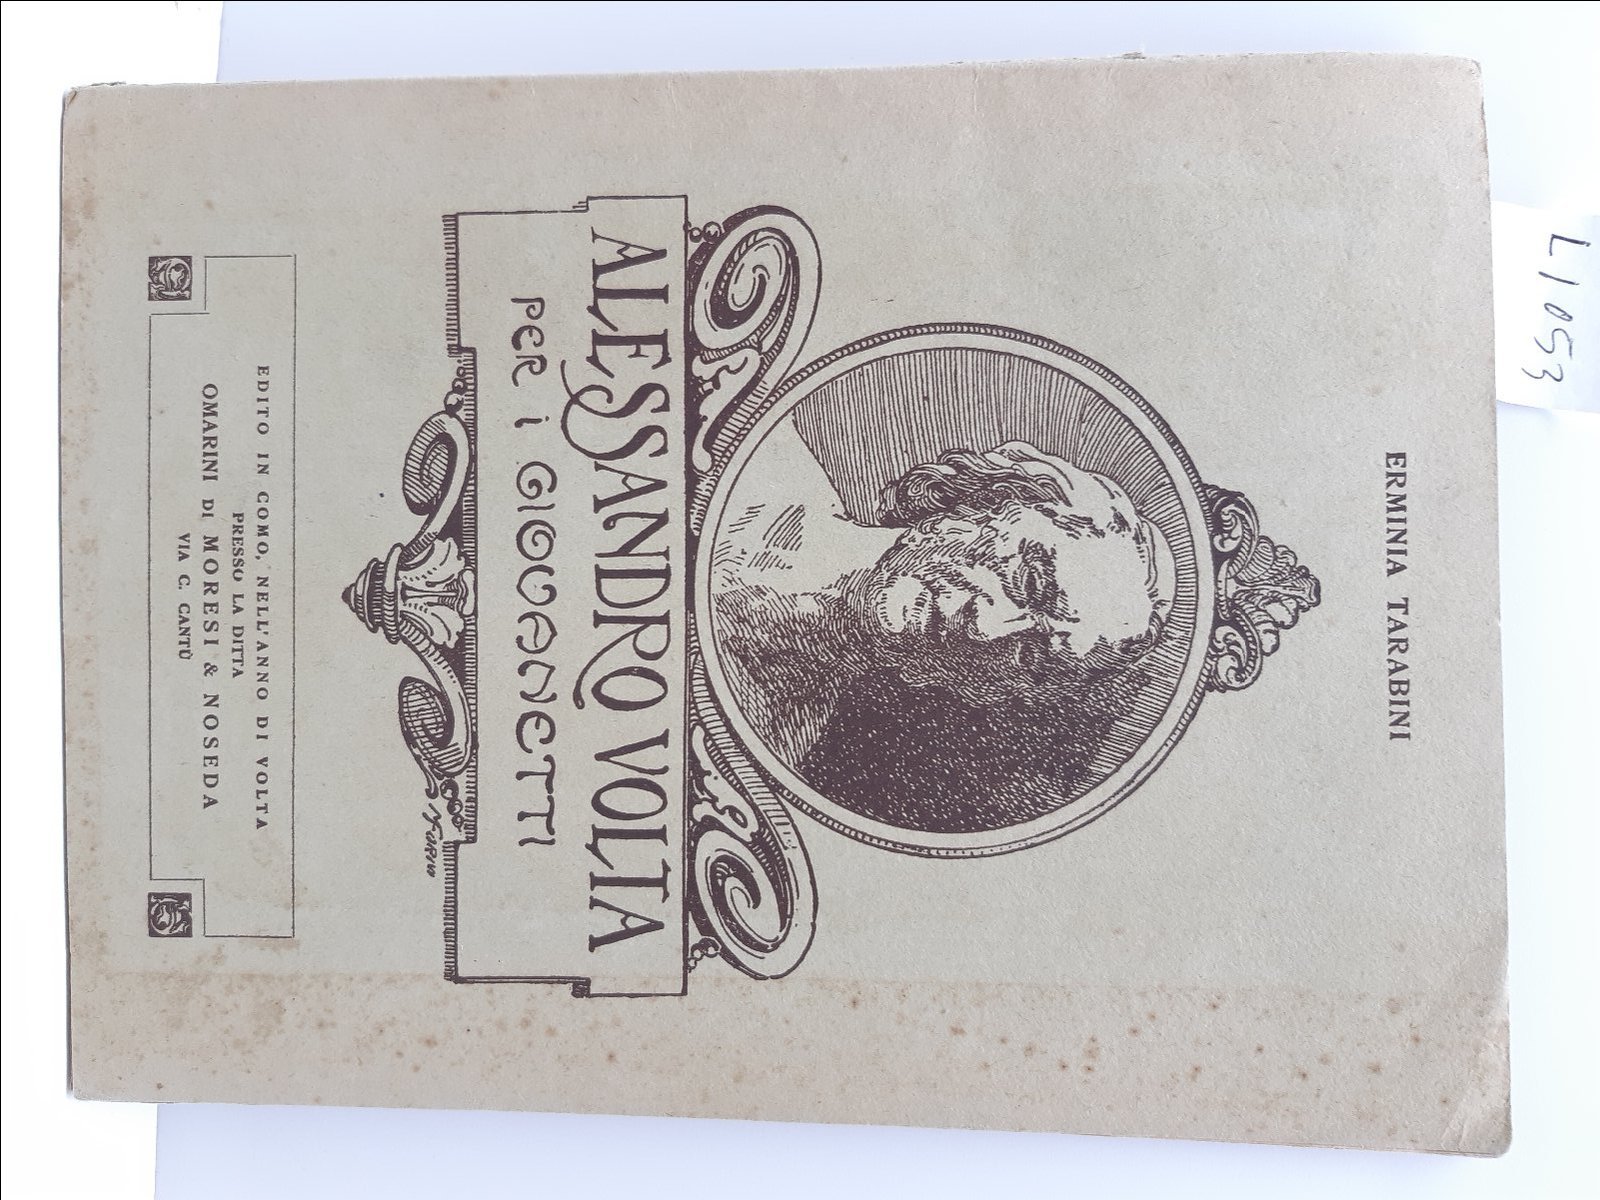 ERMINIA TARABINI
ALESSANDRO VOLTA
PER I GIOVANETTI
EDITO IN COMO, NELL'ANNO DI VOLTA
PRESSO LA DITTA
OMARINI DI MORESI & NOSEDA
VIA C. CANTÙ
L1053